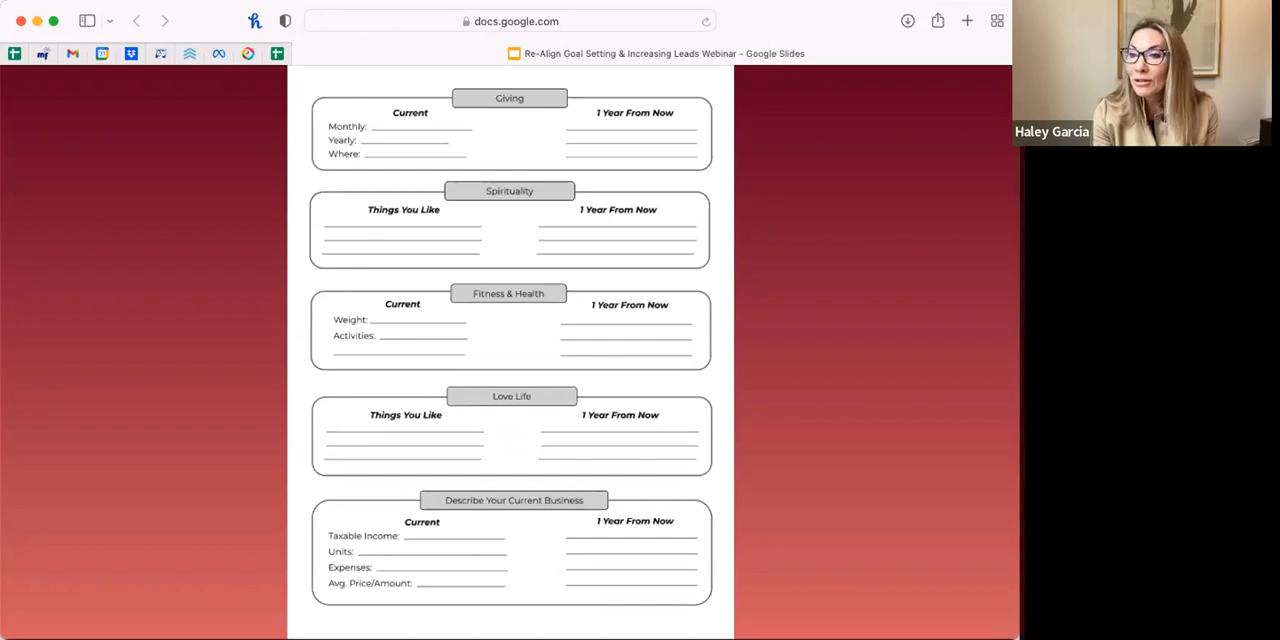 docs.google.com
Re-Align Goal Setting & Increasing Leads Webinar - Google Slides
Haley Garcia
Giving
Current 1 Year From Now
Monthly:
Yearly:
Where:
Spirituality
Things You Like 1 Year From Now
Fitness & Health
Current 1 Year From Now
Weight:
Activities:
Love Life
Things You Like 1 Year From Now
Describe Your Current Business
Current 1 Year From Now
Taxable Income:
Units:
Expenses:
Avg. Price/Amount: